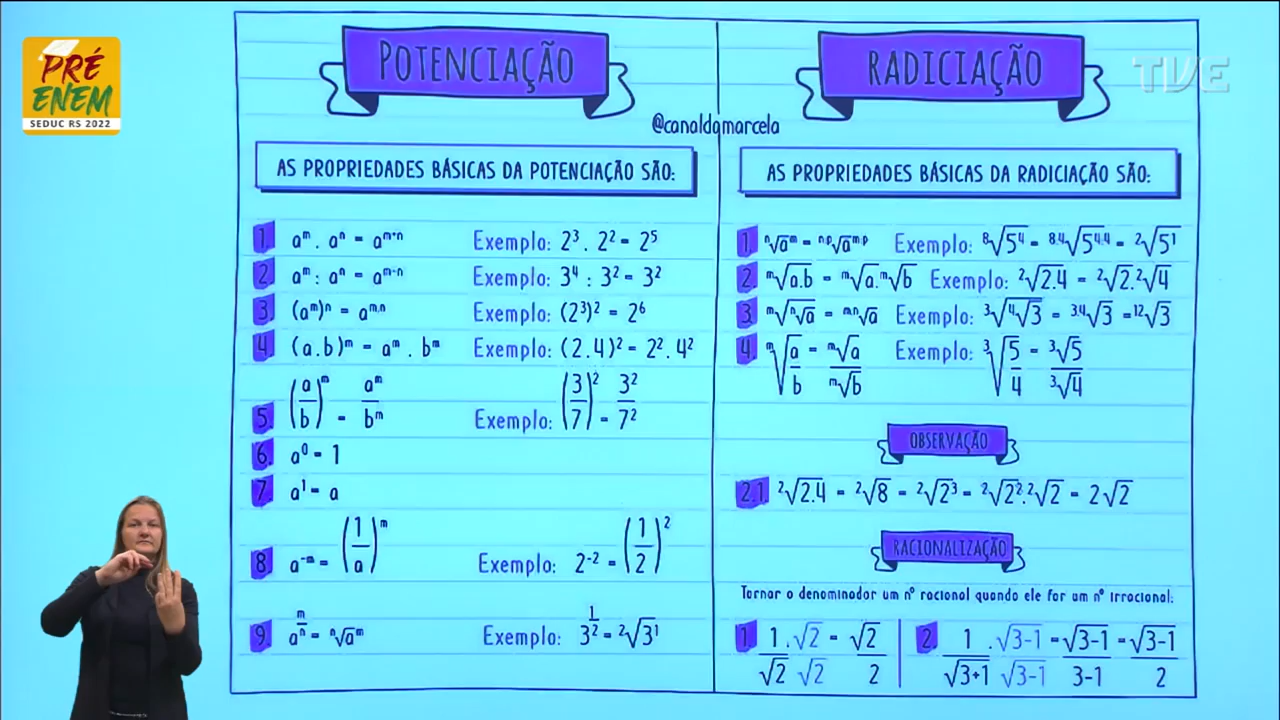 PRÉ
ENEM
SEDUC RS 2022
TVE
POTENCIAÇÃO
@canaldamarcela
AS PROPRIEDADES BÁSICAS DA POTENCIAÇÃO SÃO:
1. aᵐ . aⁿ = aᵐ⁺ⁿ Exemplo: 2³ . 2² = 2⁵
2. aᵐ : aⁿ = aᵐ⁻ⁿ Exemplo: 3⁴ : 3² = 3²
3. (aᵐ)ⁿ = aᵐ·ⁿ Exemplo: (2³)² = 2⁶
4. (a.b)ᵐ = aᵐ . bᵐ Exemplo: (2.4)² = 2². 4²
5. (a/b)ᵐ = aᵐ/bᵐ Exemplo: (3/7)² = 3²/7²
6. a⁰ = 1
7. a¹ = a
8 a⁻ᵐ = (1/a)ᵐ Exemplo: 2⁻² = (1/2)²
9. a^(m/n) = ⁿ√aᵐ Exemplo: 3^(1/2) = ²√3¹
RADICIAÇÃO
AS PROPRIEDADES BÁSICAS DA RADICIAÇÃO SÃO:
1. ⁿ√aᵐ = ⁿ·ᵖ√aᵐ·ᵖ Exemplo: ⁸√5⁴ = ⁸·⁴√5⁴·⁴ = ²√5¹
2. ᵐ√a.b = ᵐ√a.ᵐ√b Exemplo: ²√2.4 = ²√2.²√4
3. ᵐ√ⁿ√a = ᵐ·ⁿ√a Exemplo: ³√⁴√3 = ³·⁴√3 = ¹²√3
4. ᵐ√(a/b) = ᵐ√a/ᵐ√b Exemplo: ³√(5/4) = ³√5/³√4
OBSERVAÇÃO
2.1. ²√2.4 = ²√8 = ²√2³ = ²√2².²√2 = 2√2
RACIONALIZAÇÃO
Tornar o denominador um nº racional quando ele for um nº irracional:
1. 1/√2 . √2/√2 = √2/2
2. 1/√3+1 . √3-1/√3-1 = √3-1/3-1 = √3-1/2